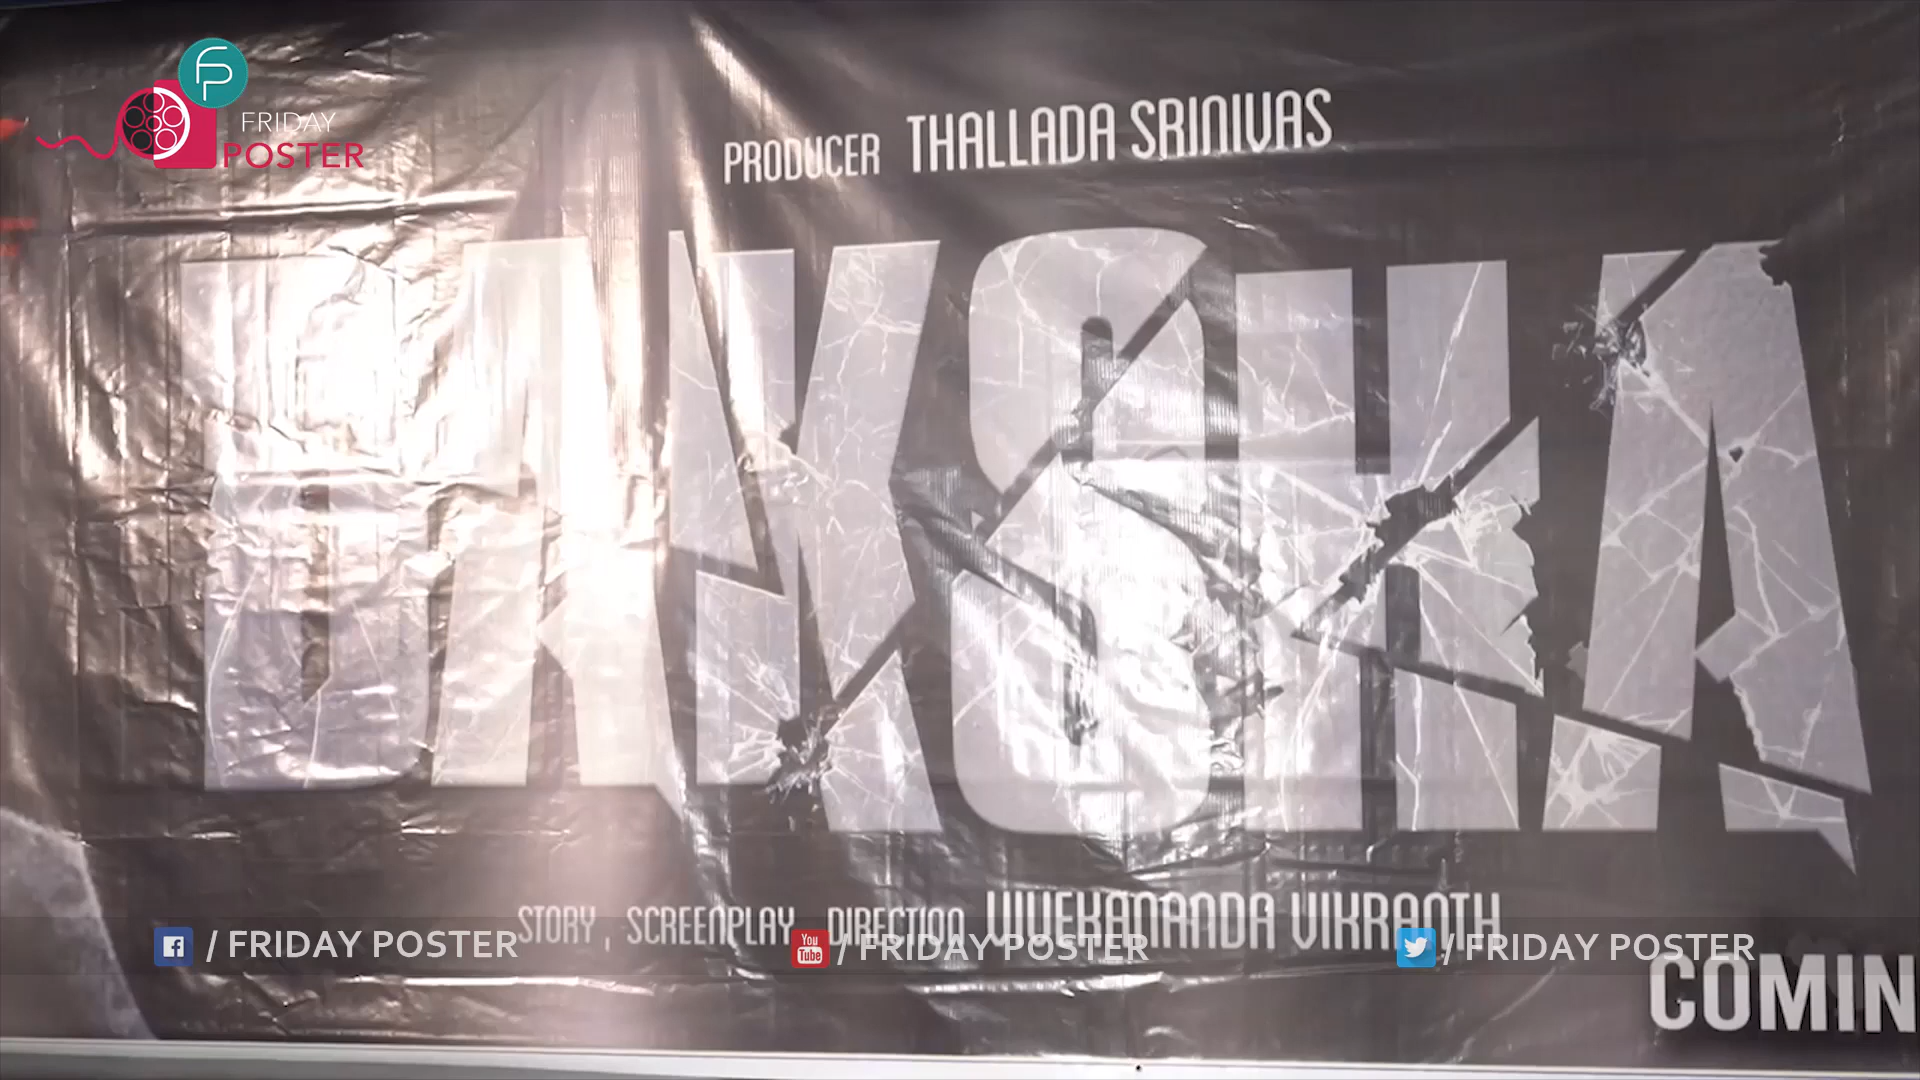 FP
FRIDAY
POSTER
PRODUCER THALLADA SRINIVAS
DAKSHA
STORY, SCREENPLAY, DIRECTION VIVEKANANDA VIKRANTH
f / FRIDAY POSTER You Tube / FRIDAY POSTER / FRIDAY POSTER
COMIN